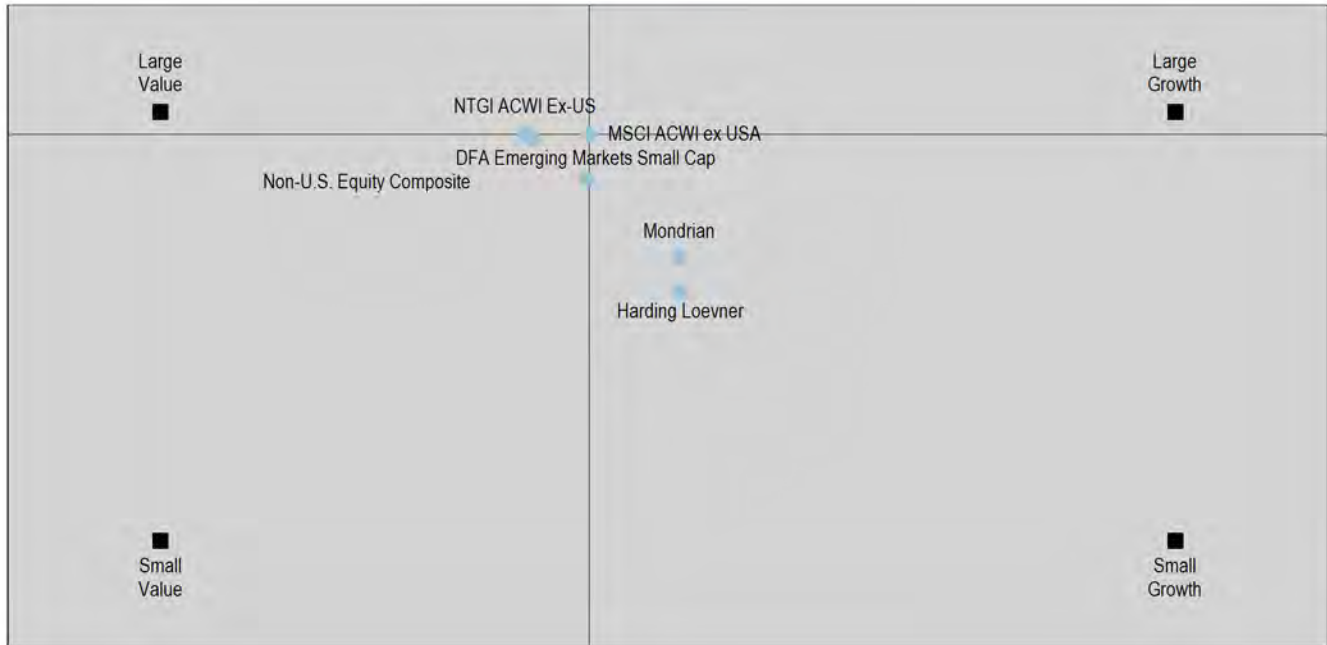 Large
Value
Large
Growth
NTGI ACWI Ex-US
MSCI ACWI ex USA
DFA Emerging Markets Small Cap
Non-U.S. Equity Composite
Mondrian
Harding Loevner
Small
Value
Small
Growth